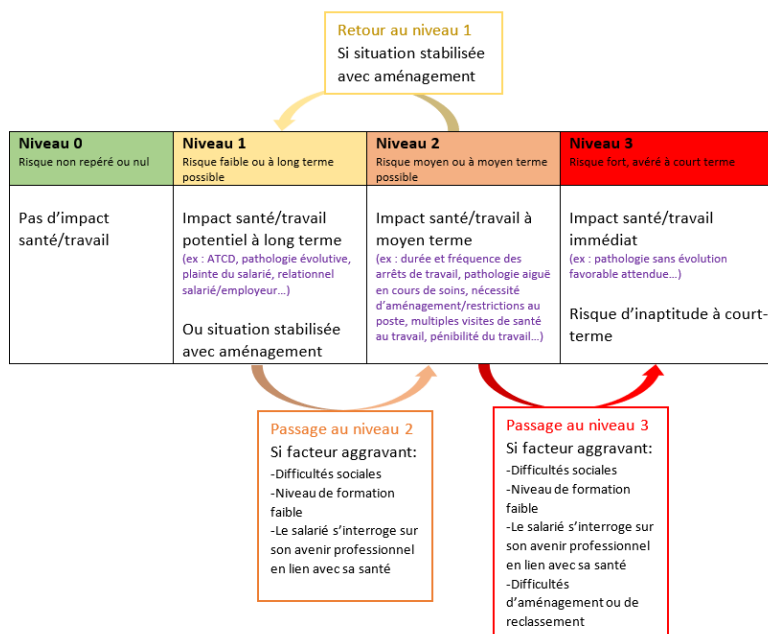 Retour au niveau 1
Si situation stabilisée
avec aménagement
Niveau 0
Risque non repéré ou nul
Niveau 1
Risque faible ou à long terme
possible
Niveau 2
Risque moyen ou à moyen terme
possible
Niveau 3
Risque fort, avéré à court terme
Pas d'impact
santé/travail
Impact santé/travail
potentiel à long terme
(ex : ATCD, pathologie évolutive,
plainte du salarié, relationnel
salarié/employeur…)
Ou situation stabilisée
avec aménagement
Impact santé/travail à
moyen terme
(ex : durée et fréquence des
arrêts de travail, pathologie aiguë
en cours de soins, nécessité
d'aménagement/restrictions au
poste, multiples visites de santé
au travail, pénibilité du travail…)
Impact santé/travail
immédiat
(ex : pathologie sans évolution
favorable attendue…)
Risque d'inaptitude à court-
terme
Passage au niveau 2
Si facteur aggravant:
-Difficultés sociales
-Niveau de formation
faible
-Le salarié s'interroge sur
son avenir professionnel
en lien avec sa santé
Passage au niveau 3
Si facteur aggravant:
-Difficultés sociales
-Niveau de formation
faible
-Le salarié s'interroge sur
son avenir professionnel
en lien avec sa santé
-Difficultés
d'aménagement ou de
reclassement